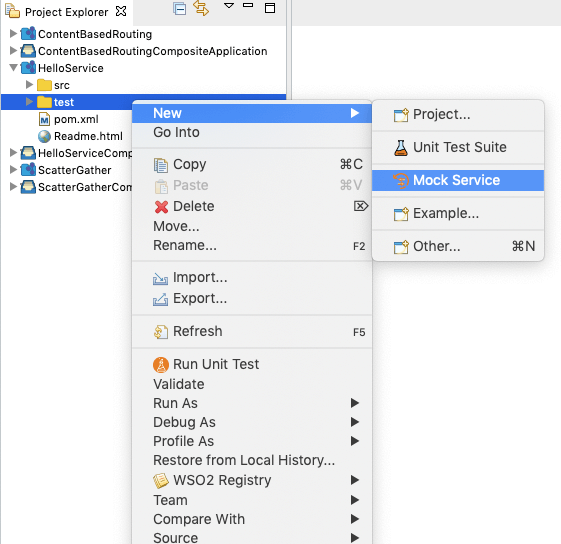 Project Explorer
ContentBasedRouting
ContentBasedRoutingCompositeApplication
HelloService
src
test
pom.xml
Readme.html
HelloServiceComp
ScatterGather
ScatterGatherCom
New
Go Into
Copy ⌘C
Paste ⌘V
Delete ⌦
Move...
Rename... F2
Import...
Export...
Refresh F5
Run Unit Test
Validate
Run As
Debug As
Profile As
Restore from Local History...
WSO2 Registry
Team
Compare With
Source
Project...
Unit Test Suite
Mock Service
Example...
Other... ⌘N